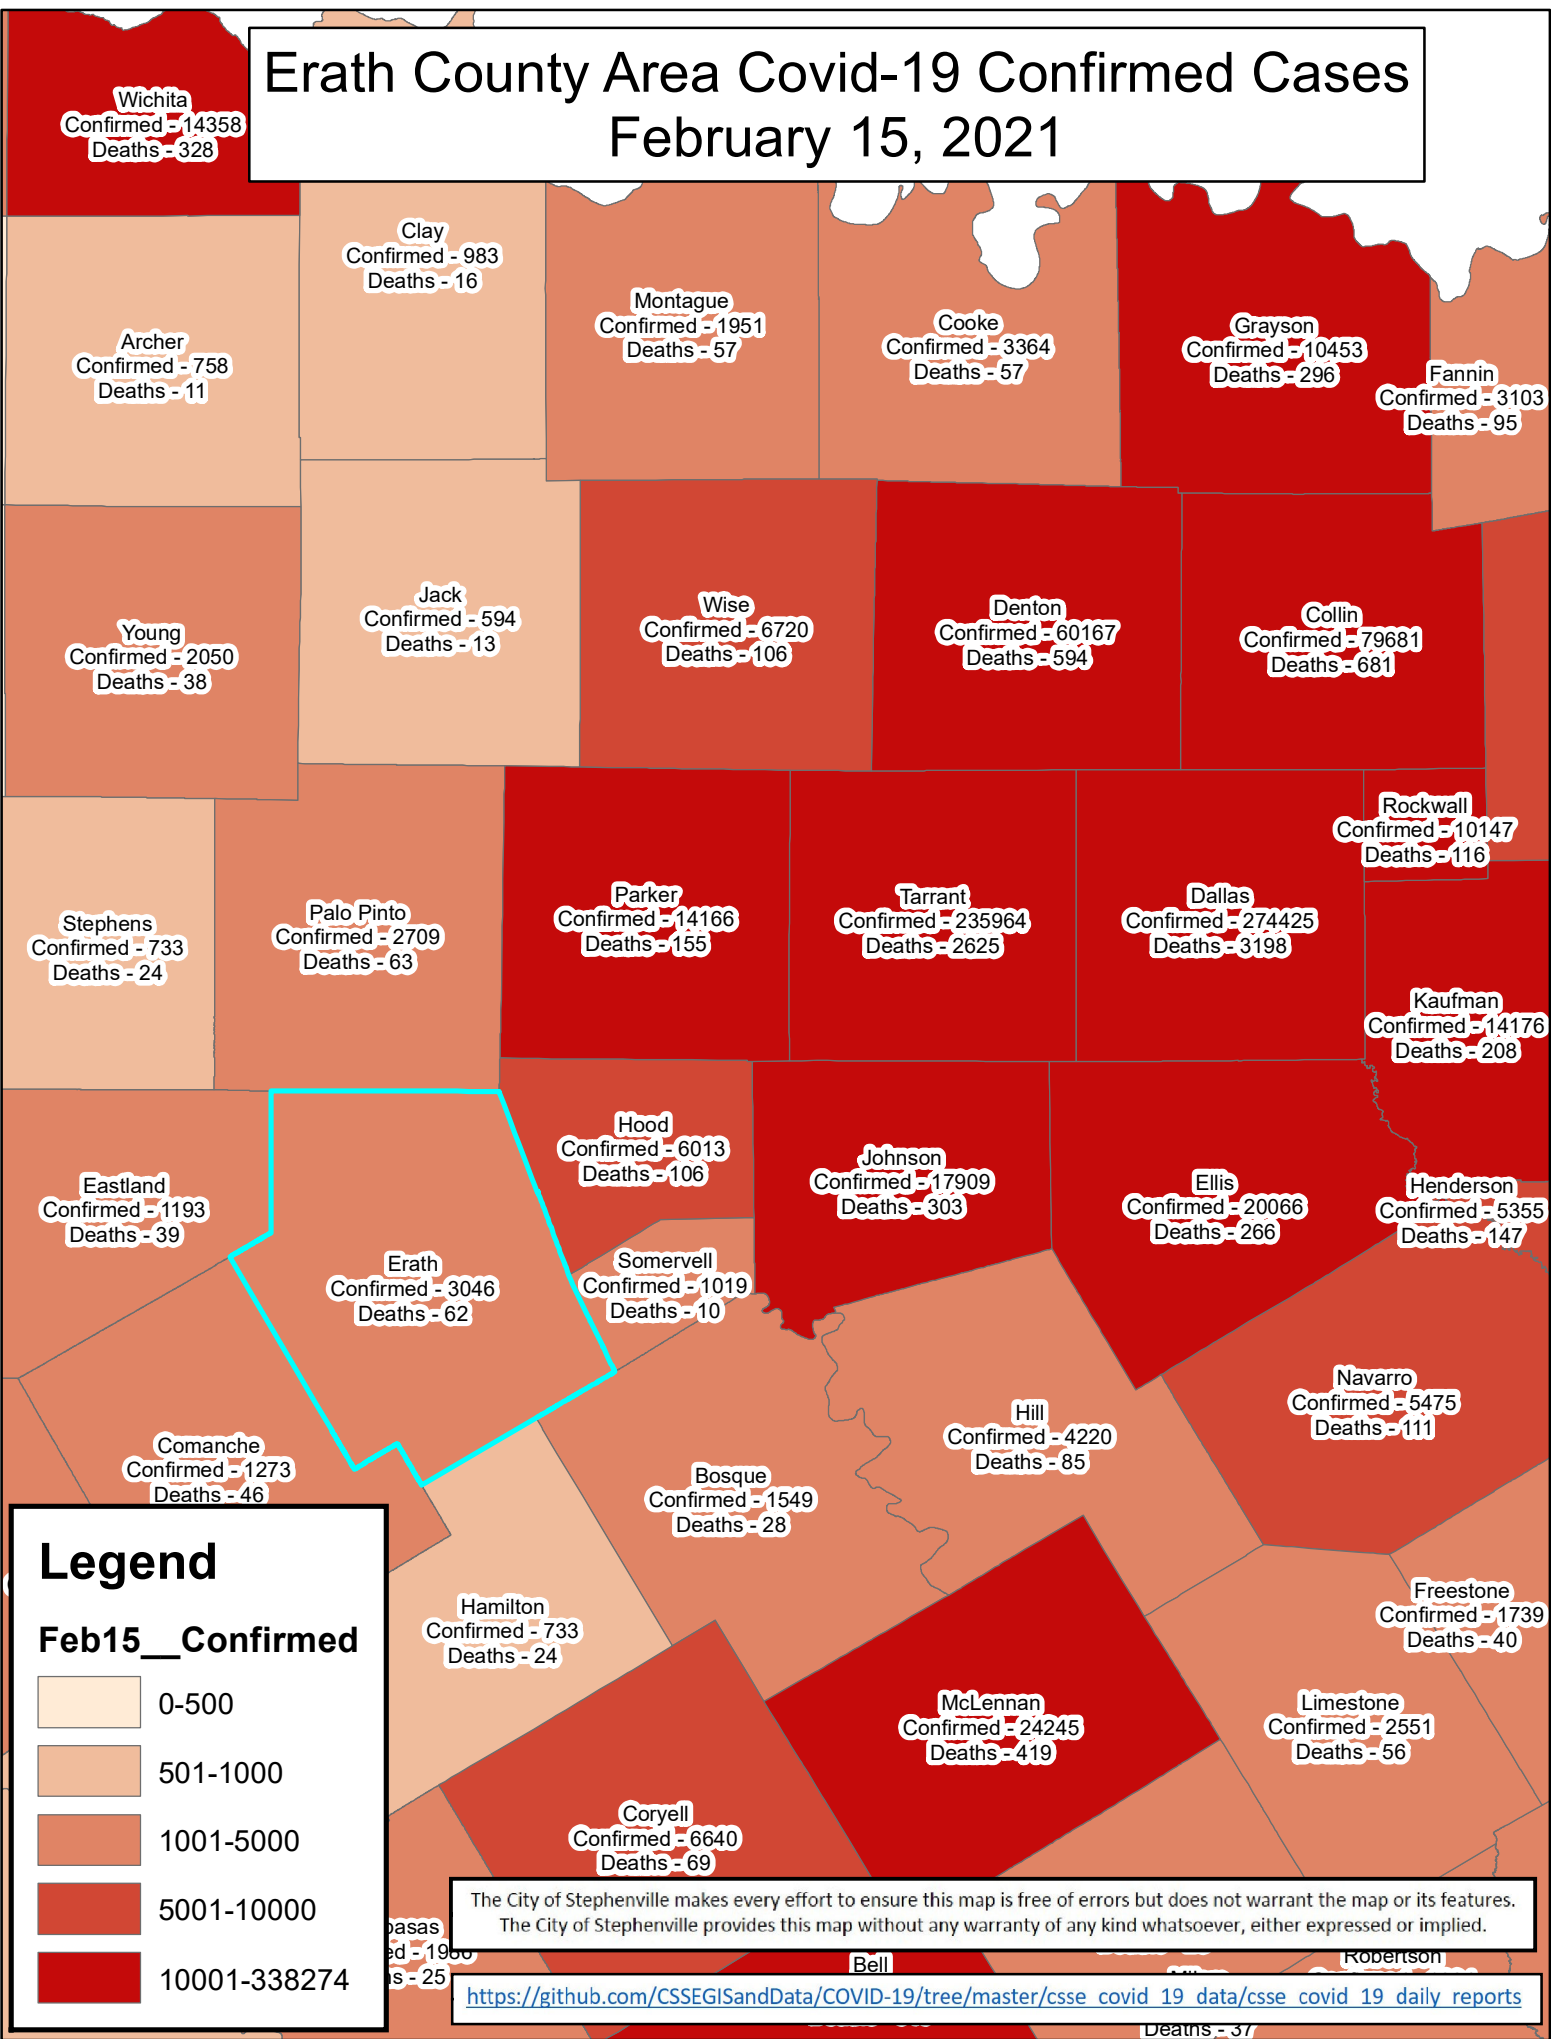 Erath County Area Covid-19 Confirmed Cases
February 15, 2021
Wichita
Confirmed - 14358
Deaths - 328
Clay
Confirmed - 983
Deaths - 16
Archer
Confirmed - 758
Deaths - 11
Montague
Confirmed - 1951
Deaths - 57
Cooke
Confirmed - 3364
Deaths - 57
Grayson
Confirmed - 10453
Deaths - 296
Fannin
Confirmed - 3103
Deaths - 95
Young
Confirmed - 2050
Deaths - 38
Jack
Confirmed - 594
Deaths - 13
Wise
Confirmed - 6720
Deaths - 106
Denton
Confirmed - 60167
Deaths - 594
Collin
Confirmed - 79681
Deaths - 681
Rockwall
Confirmed - 10147
Deaths - 116
Stephens
Confirmed - 733
Deaths - 24
Palo Pinto
Confirmed - 2709
Deaths - 63
Parker
Confirmed - 14166
Deaths - 155
Tarrant
Confirmed - 235964
Deaths - 2625
Dallas
Confirmed - 274425
Deaths - 3198
Kaufman
Confirmed - 14176
Deaths - 208
Eastland
Confirmed - 1193
Deaths - 39
Erath
Confirmed - 3046
Deaths - 62
Hood
Confirmed - 6013
Deaths - 106
Somervell
Confirmed - 1019
Deaths - 10
Johnson
Confirmed - 17909
Deaths - 303
Ellis
Confirmed - 20066
Deaths - 266
Henderson
Confirmed - 5355
Deaths - 147
Comanche
Confirmed - 1273
Deaths - 46
Bosque
Confirmed - 1549
Deaths - 28
Hill
Confirmed - 4220
Deaths - 85
Navarro
Confirmed - 5475
Deaths - 111
Hamilton
Confirmed - 733
Deaths - 24
Freestone
Confirmed - 1739
Deaths - 40
McLennan
Confirmed - 24245
Deaths - 419
Limestone
Confirmed - 2551
Deaths - 56
Coryell
Confirmed - 6640
Deaths - 69
Legend
Feb15__Confirmed
0-500
501-1000
1001-5000
5001-10000
10001-338274
pasas
ed - 1986
ns - 25
The City of Stephenville makes every effort to ensure this map is free of errors but does not warrant the map or its features.
The City of Stephenville provides this map without any warranty of any kind whatsoever, either expressed or implied.
Bell
Robertson
https://github.com/CSSEGISandData/COVID-19/tree/master/csse_covid_19_data/csse_covid_19_daily_reports
Deaths - 37